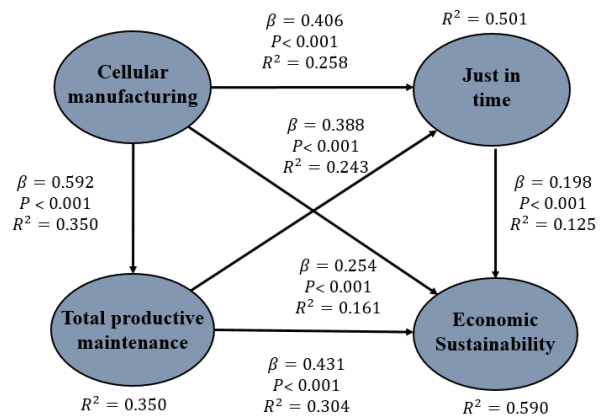 β = 0.406
P< 0.001
R² = 0.258
R² = 0.501
Cellular
manufacturing
Just in
time
β = 0.388
P< 0.001
R² = 0.243
β = 0.592
P < 0.001
R² = 0.350
β = 0.198
P < 0.001
R² = 0.125
β = 0.254
P< 0.001
R² = 0.161
Total productive
maintenance
Economic
Sustainability
β = 0.431
P< 0.001
R² = 0.304
R² = 0.350
R² = 0.590